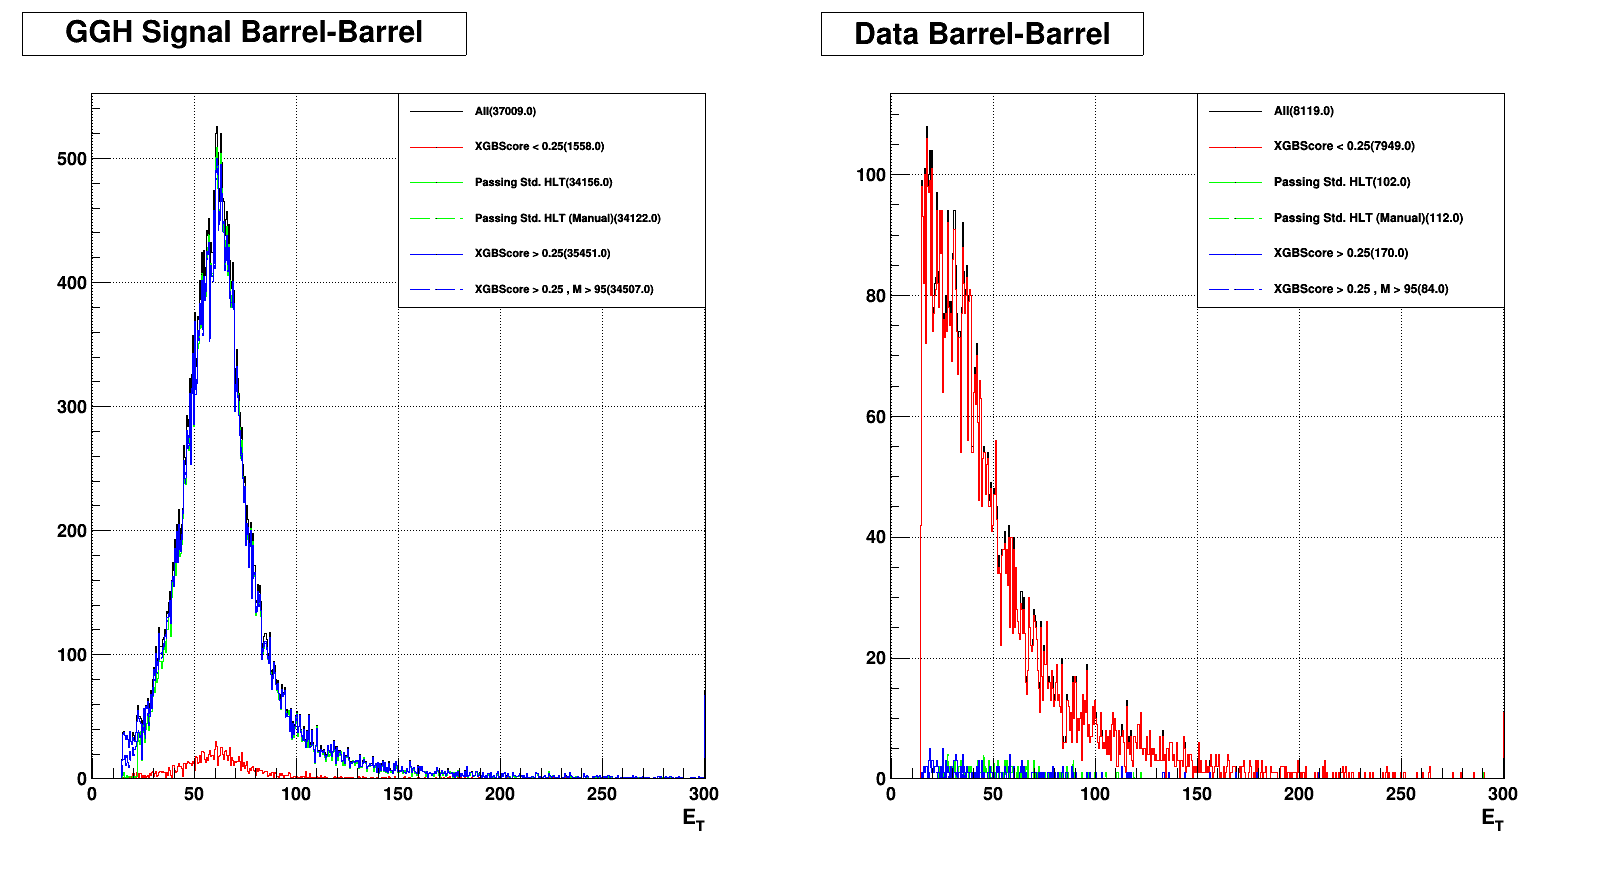 GGH Signal Barrel-Barrel
All(37009.0)
XGBScore < 0.25(1558.0)
Passing Std. HLT(34156.0)
Passing Std. HLT (Manual)(34122.0)
XGBScore > 0.25(35451.0)
XGBScore > 0.25 , M > 95(34507.0)
500
400
300
200
100
0
0 50 100 150 200 250 300
E_T
Data Barrel-Barrel
All(8119.0)
XGBScore < 0.25(7949.0)
Passing Std. HLT(102.0)
Passing Std. HLT (Manual)(112.0)
XGBScore > 0.25(170.0)
XGBScore > 0.25 , M > 95(84.0)
100
80
60
40
20
0
0 50 100 150 200 250 300
E_T